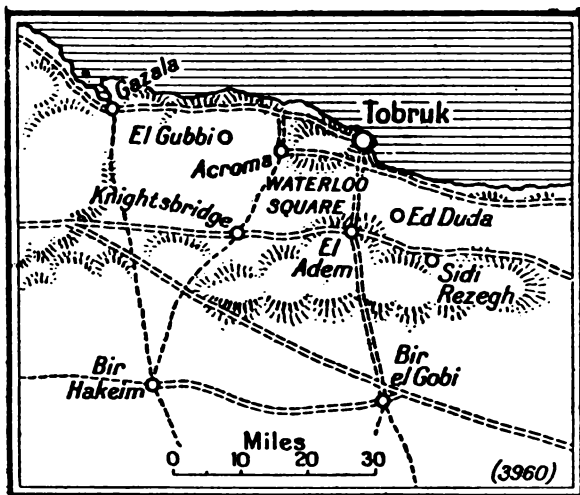 Gazala
Tobruk
El Gubbi
Acroma
WATERLOO
SQUARE
Knightsbridge
Ed Duda
El
Adem
Sidi
Rezegh
Bir
Hakeim
Bir
el Gobi
Miles
0 10 20 30
(3960)